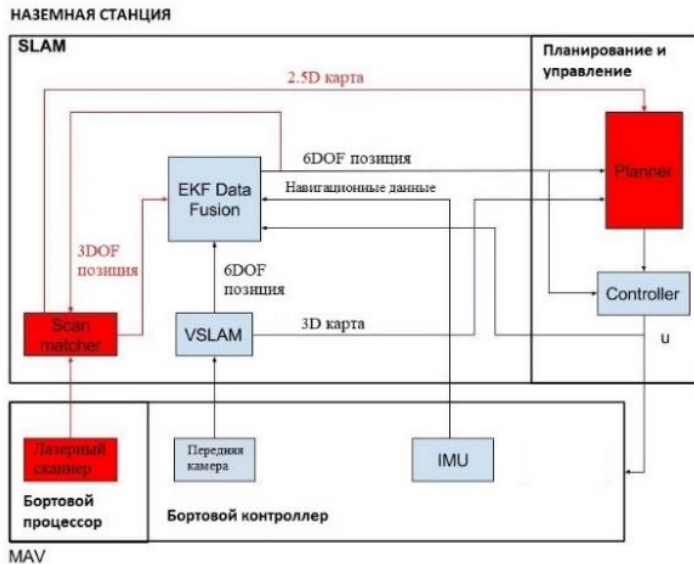 НАЗЕМНАЯ СТАНЦИЯ
SLAM
Планирование и
управление
2.5D карта
6DOF позиция
Planner
EKF Data
Fusion
Навигационные данные
3DOF
позиция
6DOF
позиция
Controller
Scan
matcher
VSLAM
3D карта
u
Лазерный
сканнер
Передняя
камера
IMU
Бортовой
процессор
Бортовой контроллер
MAV